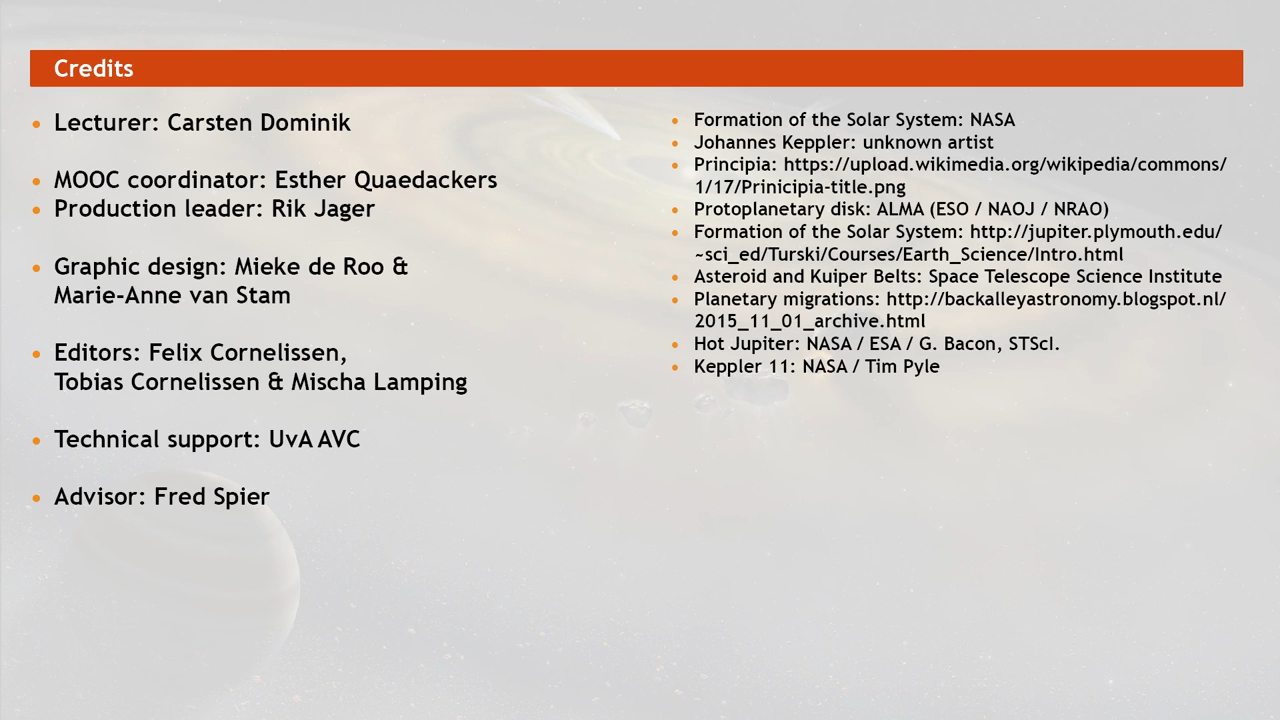 Credits
• Lecturer: Carsten Dominik
• MOOC coordinator: Esther Quaedackers
• Production leader: Rik Jager
• Graphic design: Mieke de Roo &
Marie-Anne van Stam
• Editors: Felix Cornelissen,
Tobias Cornelissen & Mischa Lamping
• Technical support: UvA AVC
• Advisor: Fred Spier
• Formation of the Solar System: NASA
• Johannes Keppler: unknown artist
• Principia: https://upload.wikimedia.org/wikipedia/commons/
1/17/Prinicipia-title.png
• Protoplanetary disk: ALMA (ESO / NAOJ / NRAO)
• Formation of the Solar System: http://jupiter.plymouth.edu/
~sci_ed/Turski/Courses/Earth_Science/Intro.html
• Asteroid and Kuiper Belts: Space Telescope Science Institute
• Planetary migrations: http://backalleyastronomy.blogspot.nl/
2015_11_01_archive.html
• Hot Jupiter: NASA / ESA / G. Bacon, STScI.
• Keppler 11: NASA / Tim Pyle